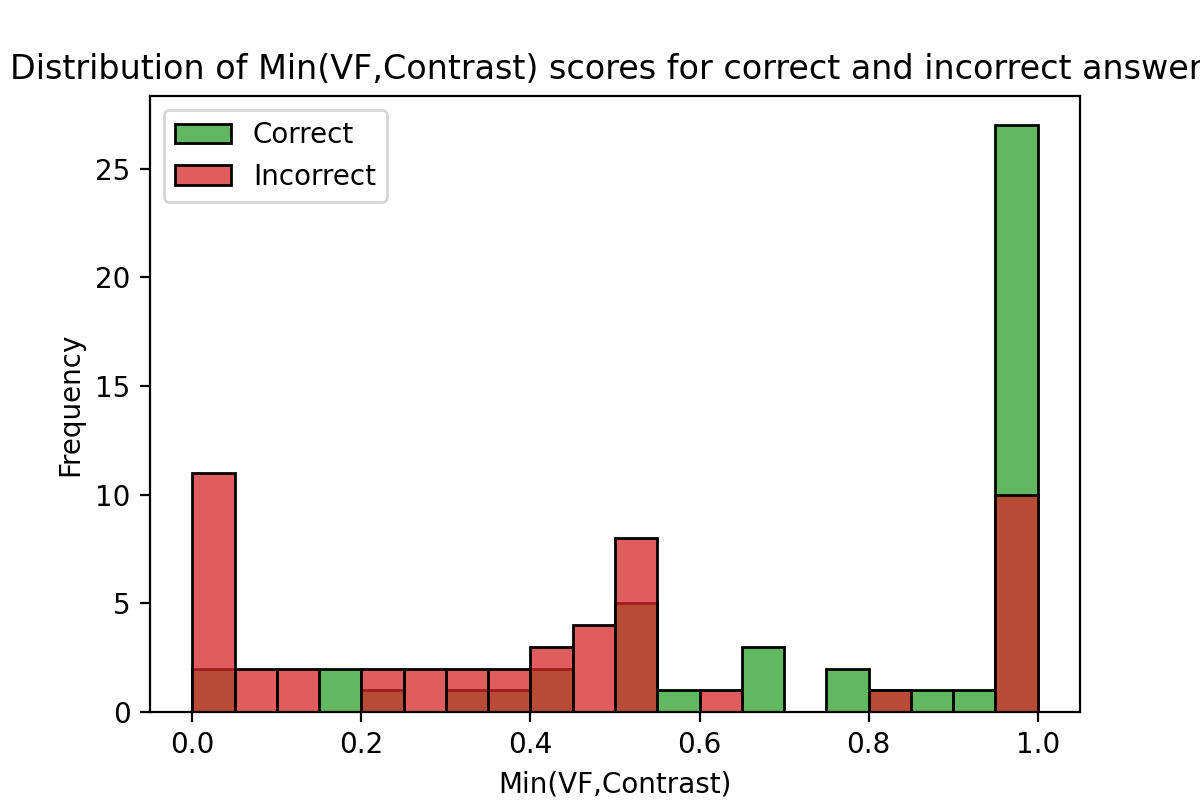 Distribution of Min(VF,Contrast) scores for correct and incorrect answer
Correct
Incorrect
25
20
15
10
5
0
Frequency
0.0 0.2 0.4 0.6 0.8 1.0
Min(VF,Contrast)